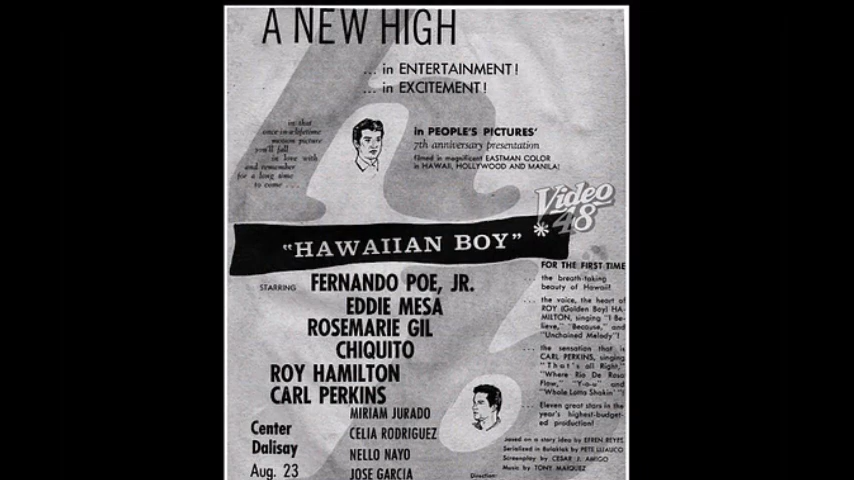 A NEW HIGH
... in ENTERTAINMENT!
... in EXCITEMENT!
in that
once-in-a-lifetime
motion picture
you'll fall
in love with
and remember
for a long time
to come ...
in PEOPLE'S PICTURES'
7th anniversary presentation
filmed in magnificent EASTMAN COLOR
in HAWAII, HOLLYWOOD AND MANILA!
Video
48
"HAWAIIAN BOY" *
STARRING FERNANDO POE, JR.
EDDIE MESA
ROSEMARIE GIL
CHIQUITO
ROY HAMILTON
CARL PERKINS
MIRIAM JURADO
CELIA RODRIGUEZ
NELLO NAYO
JOSE GARCIA
Center
Dalisay
Aug. 23
FOR THE FIRST TIME
... the breath-taking
beauty of Hawaii!
... the voice, the heart of
ROY (Golden Boy) HA-
MILTON, singing "I Be-
lieve," "Because," and
"Unchained Melody"!
... the sensation that is
CARL PERKINS, singing
"That's all Right,"
"Where Rio De Rosa
Flow," "Y-o-u" and
"Whole Lotta Shakin' "!
... Eleven great stars in the
year's highest-budget-
ed production!
Based on a story idea by EFREN REYES
Serialized in Bulaklak by PETE LUAUCO
Screenplay by CESAR J. AMIGO
Music by TONY MAIQUEZ
Direction: